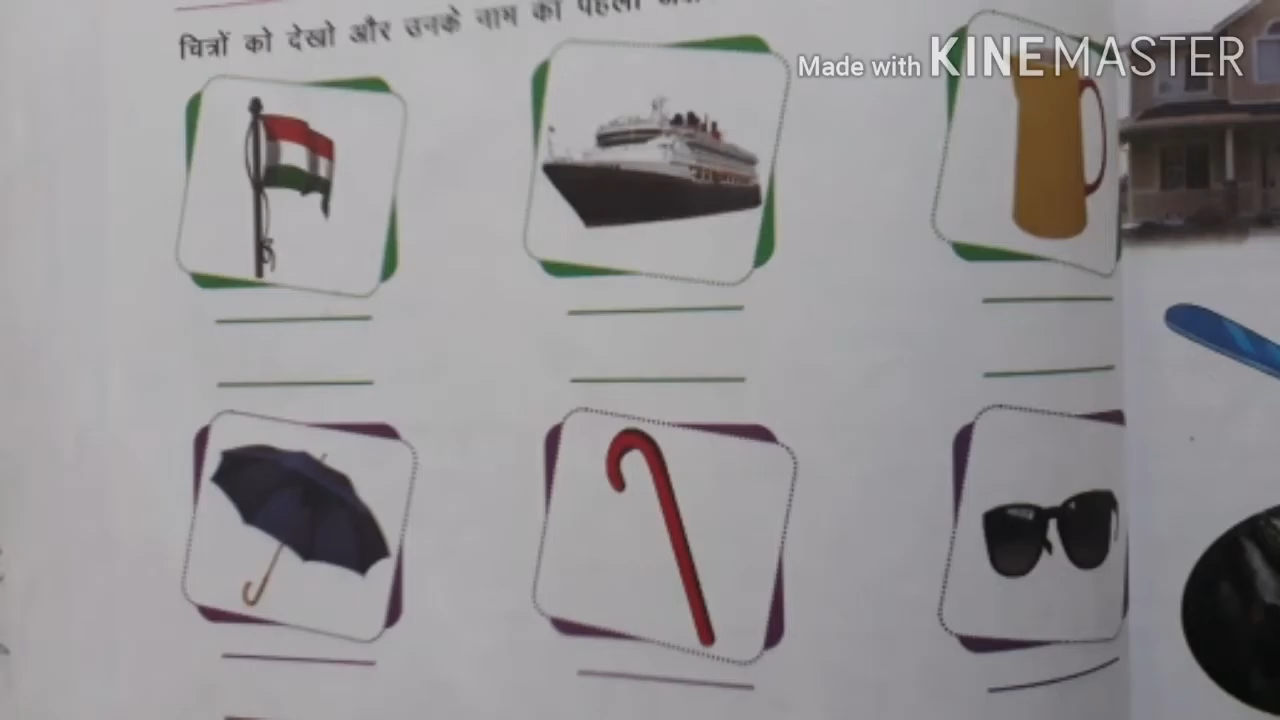 चित्रों को देखो और उनके नाम का पहला
Made with KINEMASTER